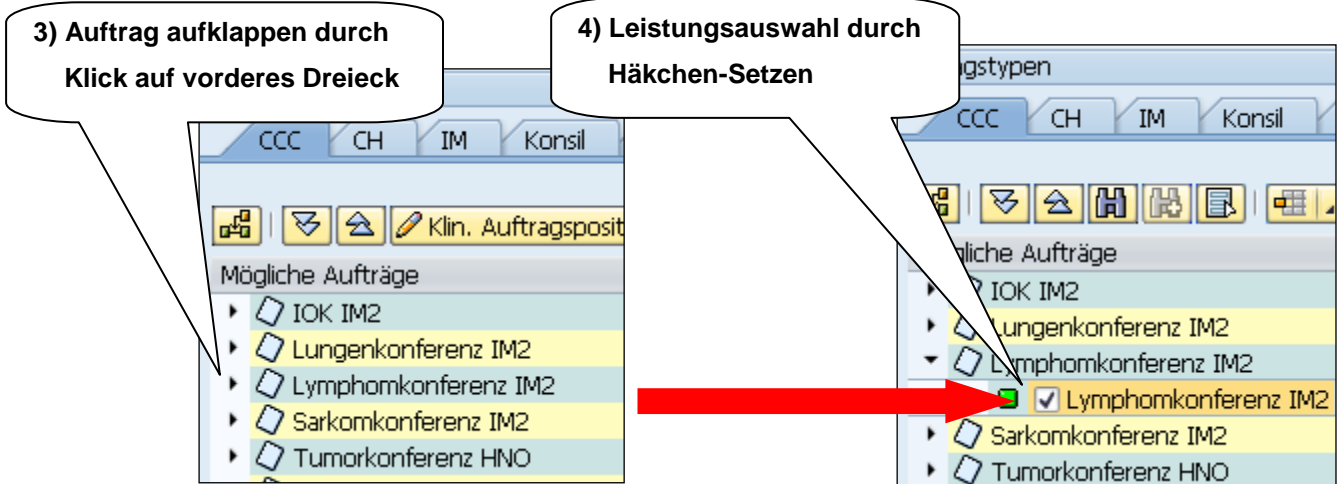 3) Auftrag aufklappen durch
Klick auf vorderes Dreieck
CCC CH IM Konsil
Klin. Auftragsposit
Mögliche Aufträge
IOK IM2
Lungenkonferenz IM2
Lymphomkonferenz IM2
Sarkomkonferenz IM2
Tumorkonferenz HNO
4) Leistungsauswahl durch
Häkchen-Setzen
ngstypen
CCC CH IM Konsil
gliche Aufträge
IOK IM2
Lungenkonferenz IM2
Lymphomkonferenz IM2
Lymphomkonferenz IM2
Sarkomkonferenz IM2
Tumorkonferenz HNO